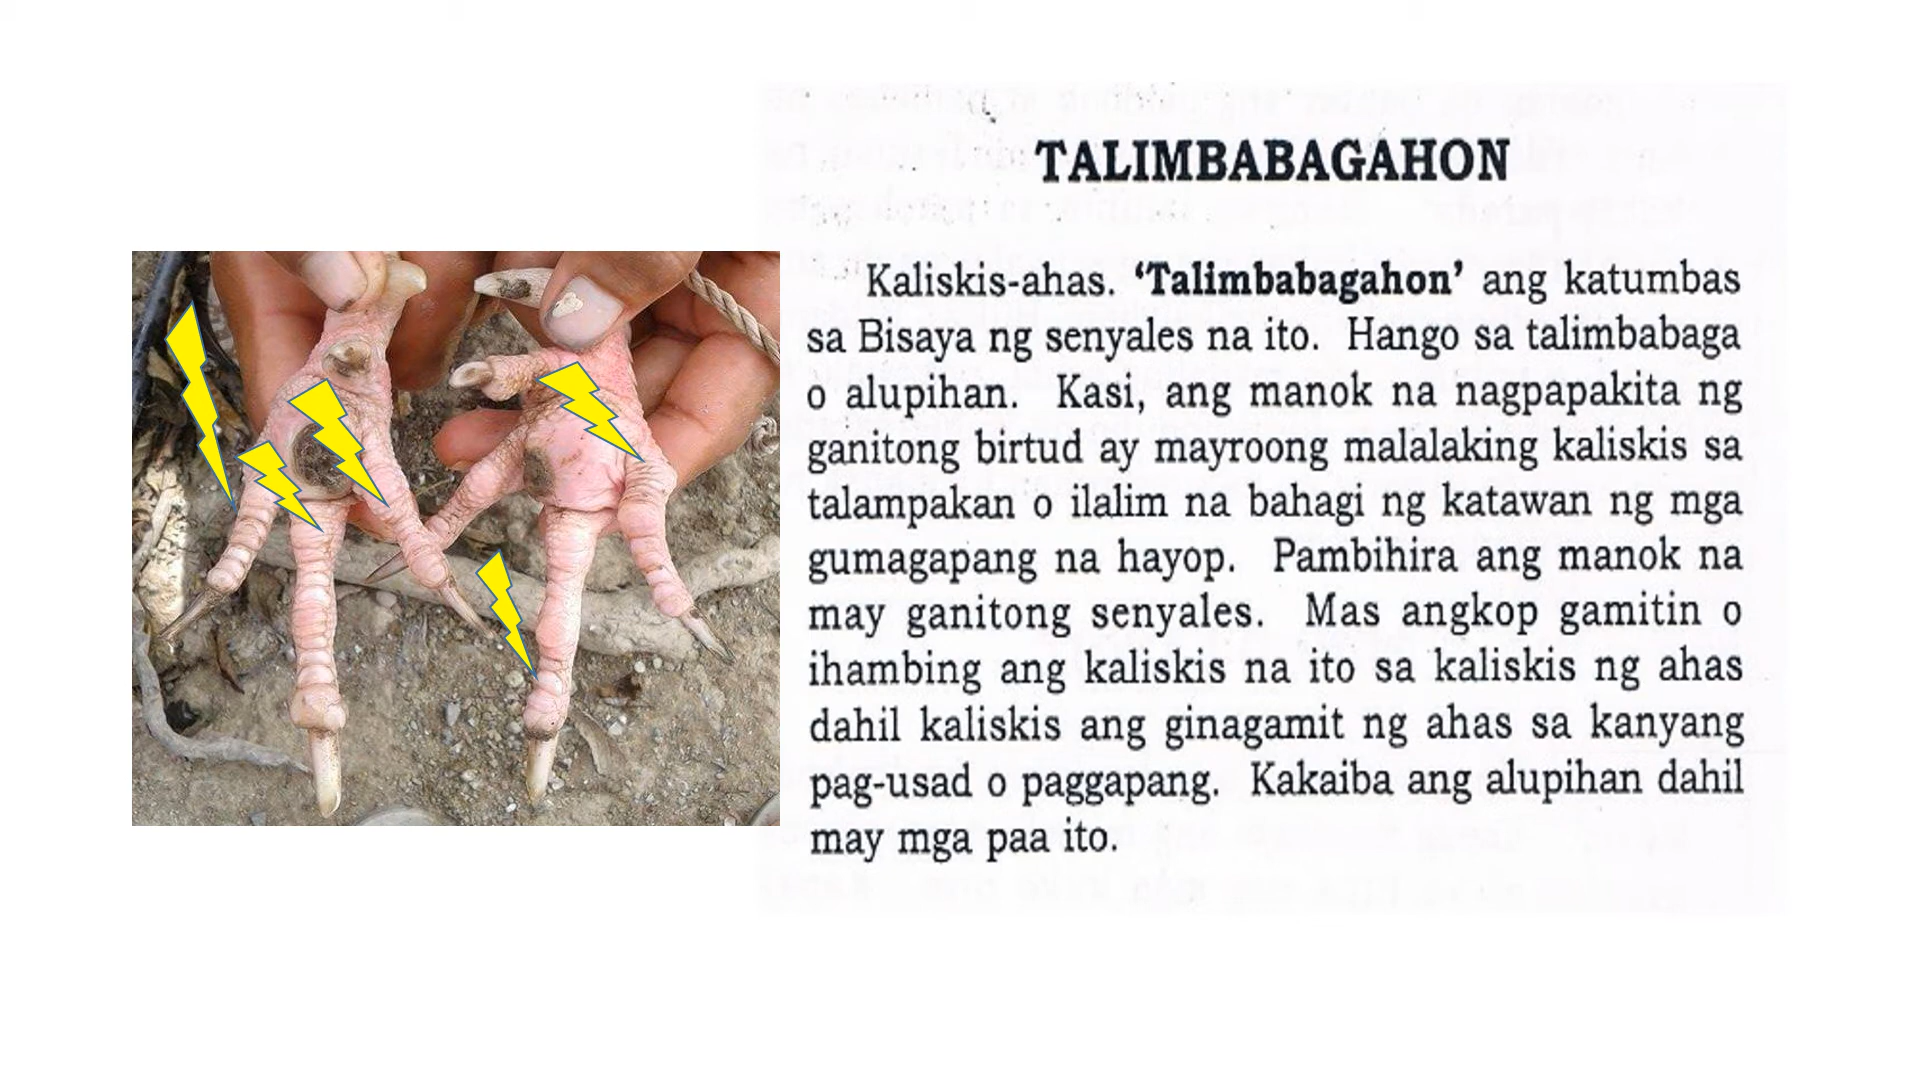 TALIMBABAGAHON
Kaliskis-ahas. ‘Talimbabagahon’ ang katumbas
sa Bisaya ng senyales na ito. Hango sa talimbabaga
o alupihan. Kasi, ang manok na nagpapakita ng
ganitong birtud ay mayroong malalaking kaliskis sa
talampakan o ilalim na bahagi ng katawan ng mga
gumagapang na hayop. Pambihira ang manok na
may ganitong senyales. Mas angkop gamitin o
ihambing ang kaliskis na ito sa kaliskis ng ahas
dahil kaliskis ang ginagamit ng ahas sa kanyang
pag-usad o paggapang. Kakaiba ang alupihan dahil
may mga paa ito.